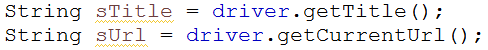 String sTitle = driver.getTitle();
String sUrl = driver.getCurrentUrl();